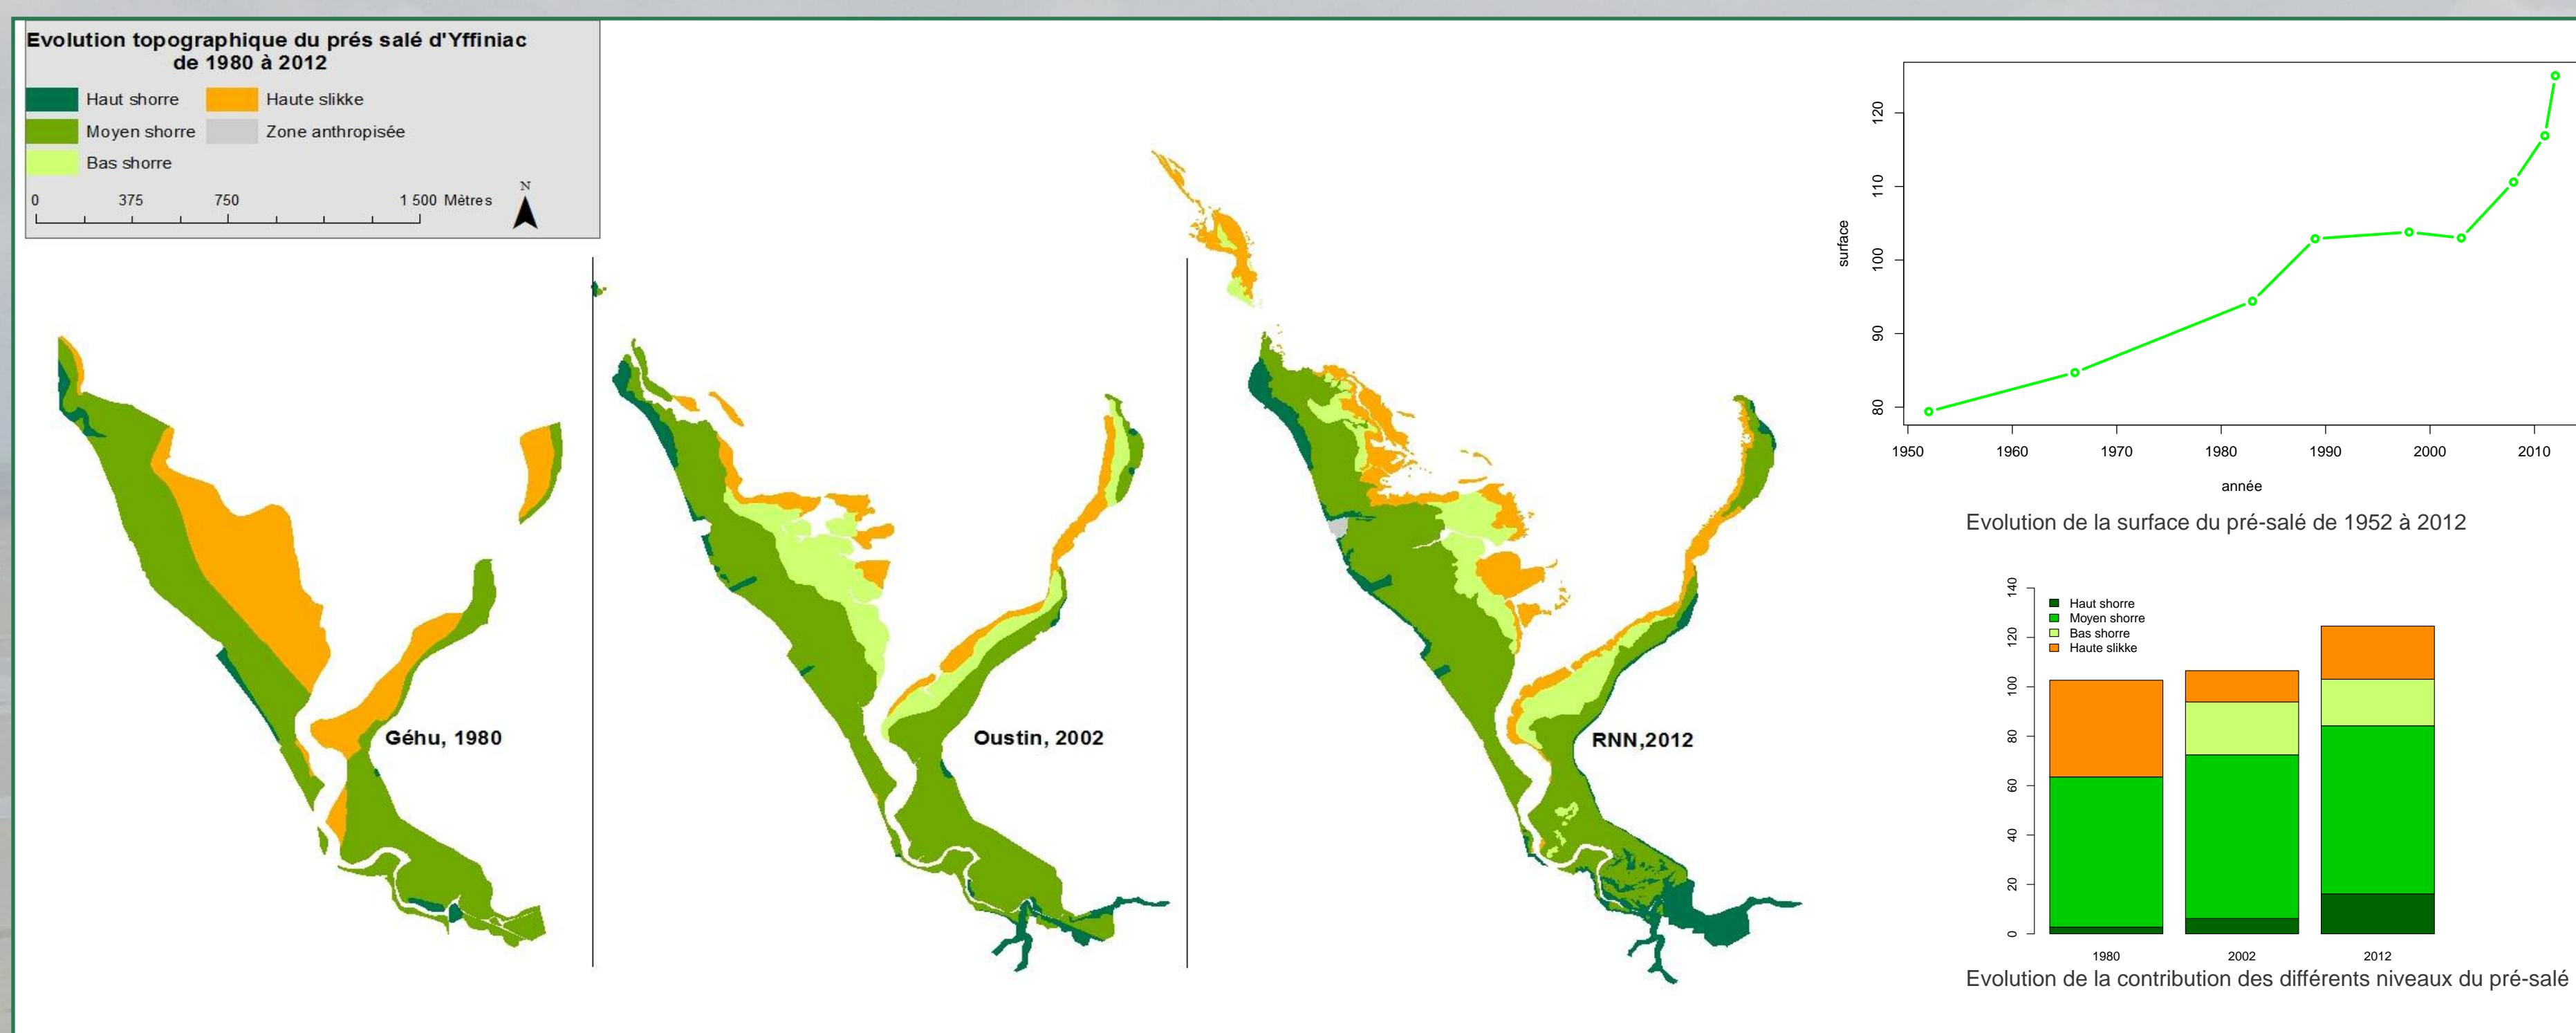 Evolution topographique du prés salé d'Yffiniac
de 1980 à 2012
Haut shorre
Haute slikke
Moyen shorre
Zone anthropisée
Bas shorre
0 375 750 1 500 Mètres
N
Géhu, 1980
Oustin, 2002
RNN,2012
surface
120
110
100
90
80
1950 1960 1970 1980 1990 2000 2010
année
Evolution de la surface du pré-salé de 1952 à 2012
140
120
100
80
60
40
20
0
Haut shorre
Moyen shorre
Bas shorre
Haute slikke
1980 2002 2012
Evolution de la contribution des différents niveaux du pré-salé